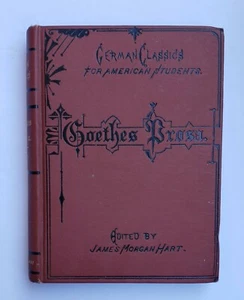 German Classics
for American Students.
Goethes Prosa.
Edited by
James Morgan Hart.